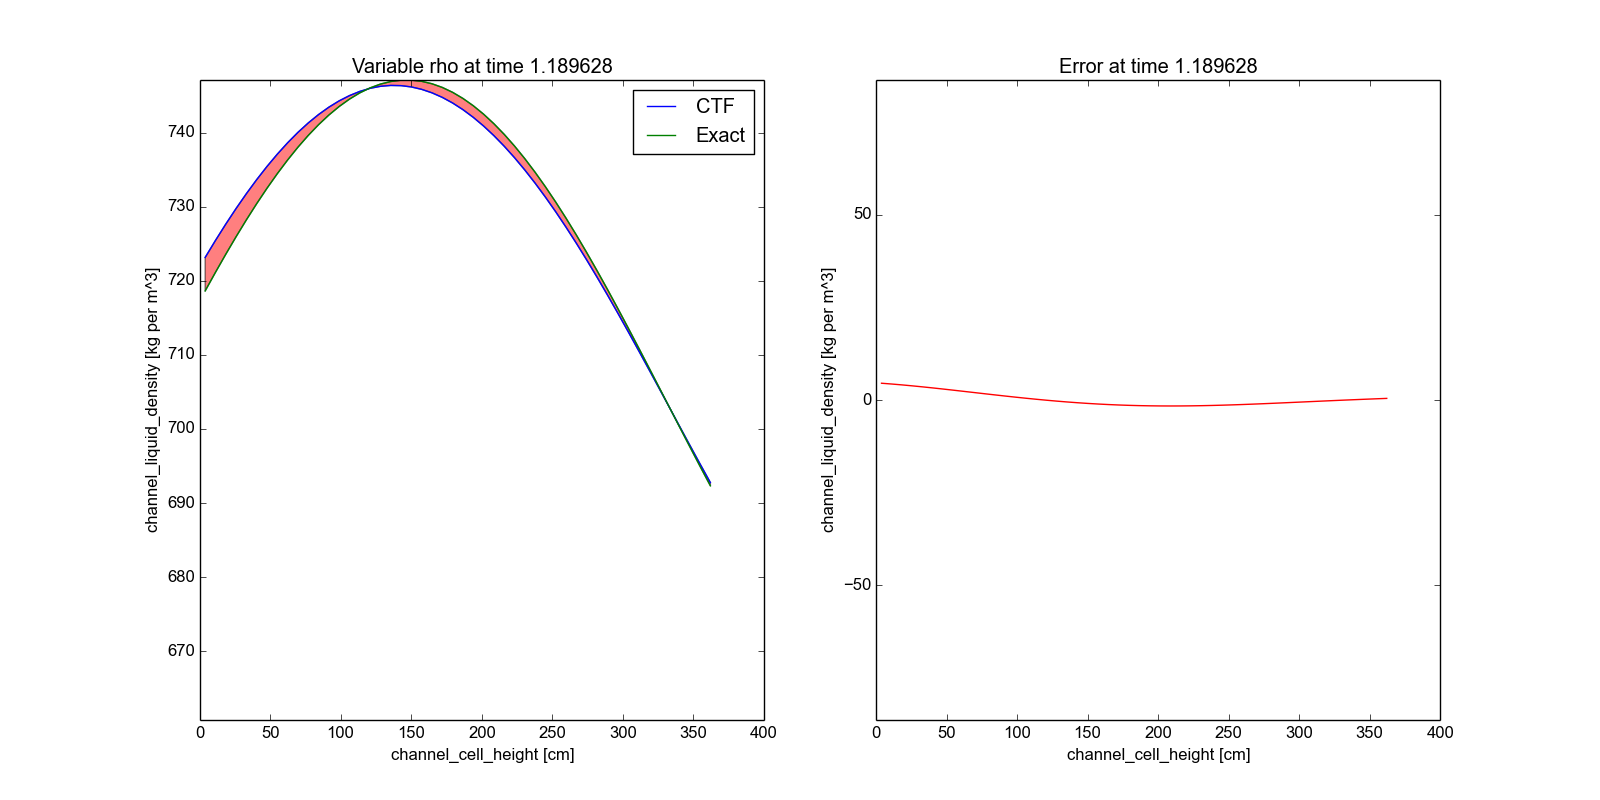 Variable rho at time 1.189628
channel_liquid_density [kg per m^3]
740
730
720
710
700
690
680
670
0 50 100 150 200 250 300 350 400
channel_cell_height [cm]
CTF
Exact
Error at time 1.189628
channel_liquid_density [kg per m^3]
50
0
−50
0 50 100 150 200 250 300 350 400
channel_cell_height [cm]